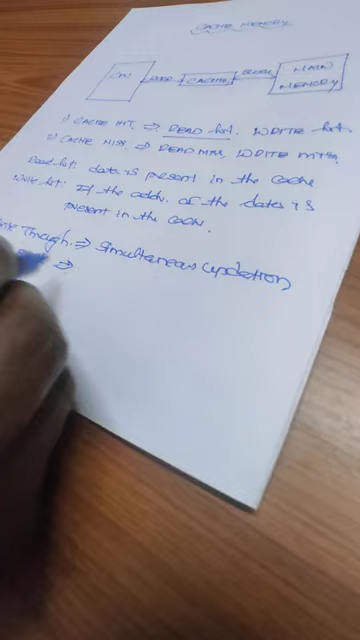 CACHE MEMORY
CPU WORD CACHE BLOCK MAIN MEMORY
1) CACHE HIT. ⇒ READ hit. WRITE hit.
2) CACHE MISS. ⇒ READ MISS, WRITE MISS
Read hit: data is present in the cache
Write hit: If the addr. of the data is
present in the cache.
Through. ⇒ simultaneous updation
⇒